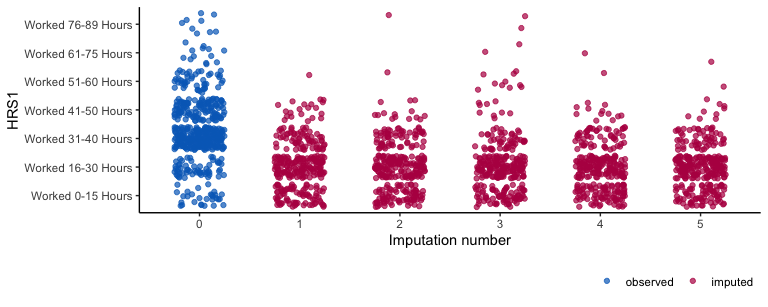 HRS1
Worked 76-89 Hours
Worked 61-75 Hours
Worked 51-60 Hours
Worked 41-50 Hours
Worked 31-40 Hours
Worked 16-30 Hours
Worked 0-15 Hours
0 1 2 3 4 5
Imputation number
observed imputed